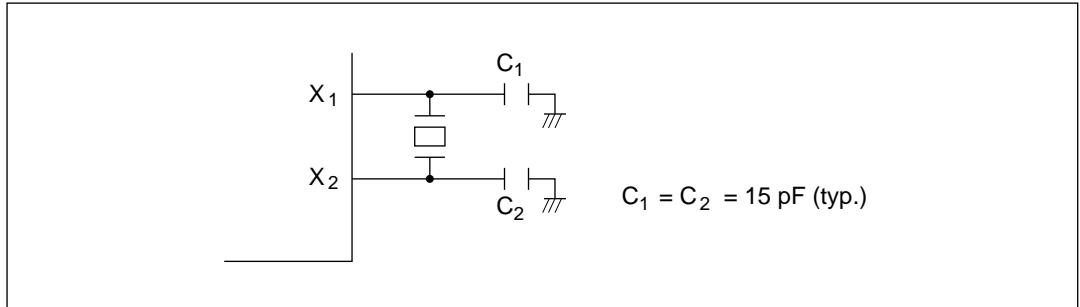 C1
X1
X2
C2
C1 = C2 = 15 pF (typ.)